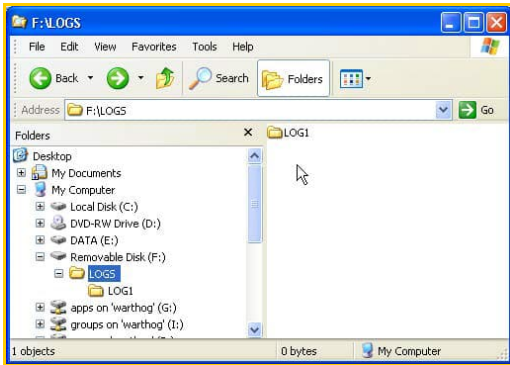 F:\LOGS
File Edit View Favorites Tools Help
Back Search Folders
Address F:\LOGS Go
Folders x LOG1
Desktop
My Documents
My Computer
Local Disk (C:)
DVD-RW Drive (D:)
DATA (E:)
Removable Disk (F:)
LOGS
LOG1
apps on 'warthog' (G:)
groups on 'warthog' (I:)
1 objects 0 bytes My Computer